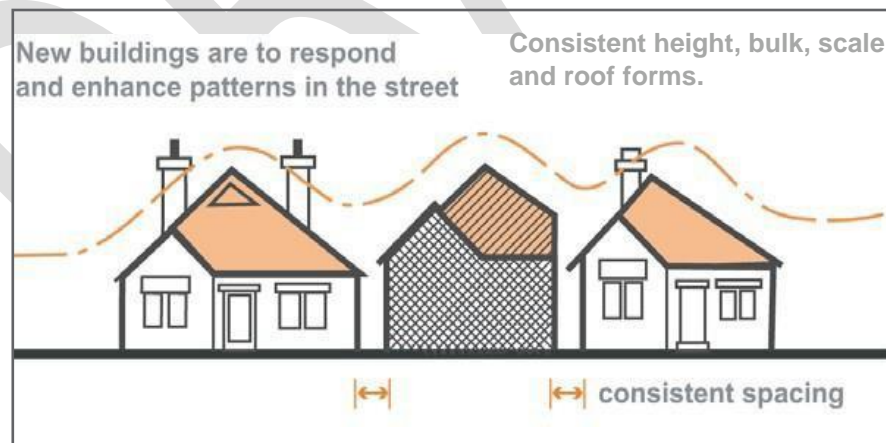 New buildings are to respond
and enhance patterns in the street
Consistent height, bulk, scale
and roof forms.
consistent spacing